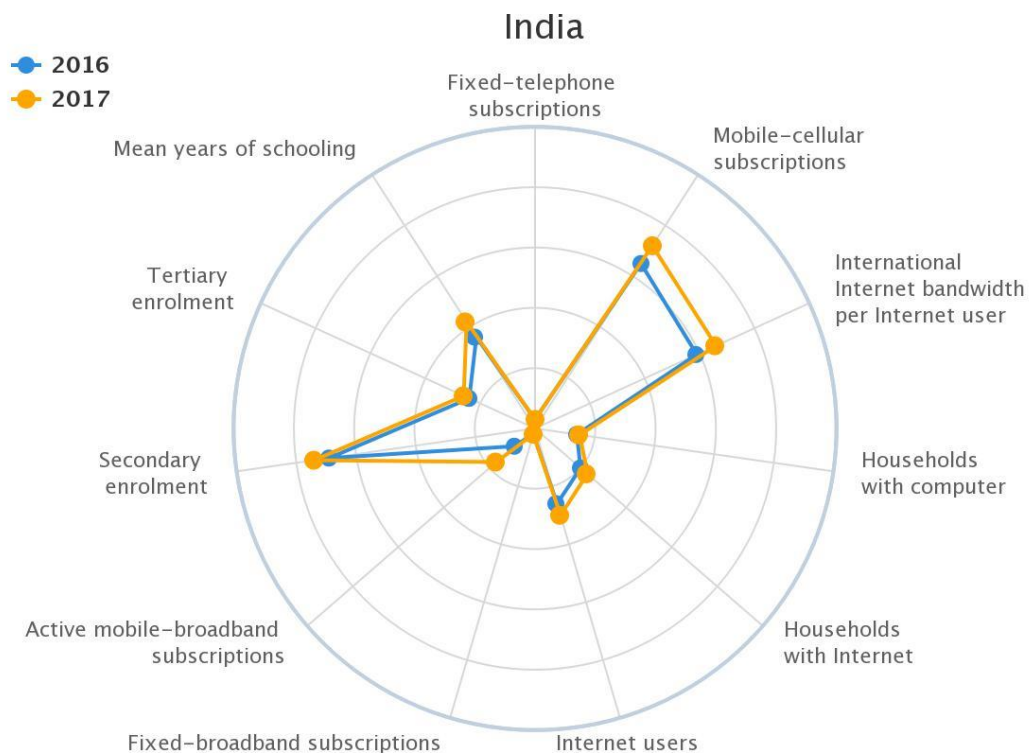 India
2016
2017
Fixed-telephone
subscriptions
Mobile-cellular
subscriptions
International
Internet bandwidth
per Internet user
Households
with computer
Households
with Internet
Internet users
Fixed-broadband subscriptions
Active mobile-broadband
subscriptions
Secondary
enrolment
Tertiary
enrolment
Mean years of schooling